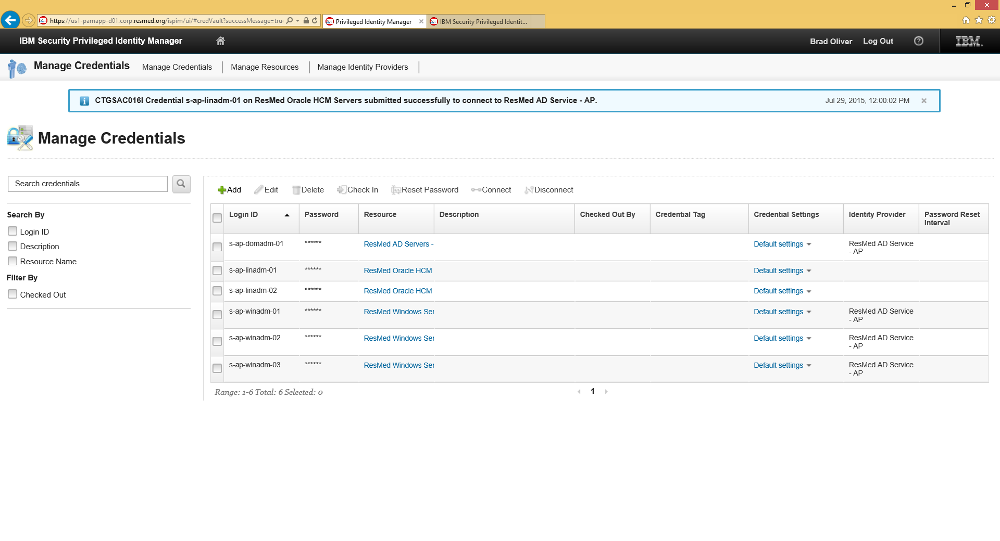 https://us1-pamapp-d01.corp.resmed.org/ispim/ui/#credVault?successMessage=tru
Privileged Identity Manager
IBM Security Privileged Identit...
IBM Security Privileged Identity Manager
Brad Oliver
Log Out
IBM.
Manage Credentials
Manage Credentials
Manage Resources
Manage Identity Providers
CTGSAC016I Credential s-ap-linadm-01 on ResMed Oracle HCM Servers submitted successfully to connect to ResMed AD Service - AP.
Jul 29, 2015, 12:00:02 PM
Manage Credentials
Search credentials
Search By
Login ID
Description
Resource Name
Filter By
Checked Out
Add Edit Delete Check In Reset Password Connect Disconnect
Login ID Password Resource Description Checked Out By Credential Tag Credential Settings Identity Provider Password Reset
Interval
s-ap-domadm-01 ****** ResMed AD Servers - Default settings ResMed AD Service
- AP
s-ap-linadm-01 ****** ResMed Oracle HCM Default settings
s-ap-linadm-02 ****** ResMed Oracle HCM Default settings
s-ap-winadm-01 ****** ResMed Windows Ser Default settings ResMed AD Service
- AP
s-ap-winadm-02 ****** ResMed Windows Ser Default settings ResMed AD Service
- AP
s-ap-winadm-03 ****** ResMed Windows Ser Default settings ResMed AD Service
- AP
Range: 1-6 Total: 6 Selected: 0
1